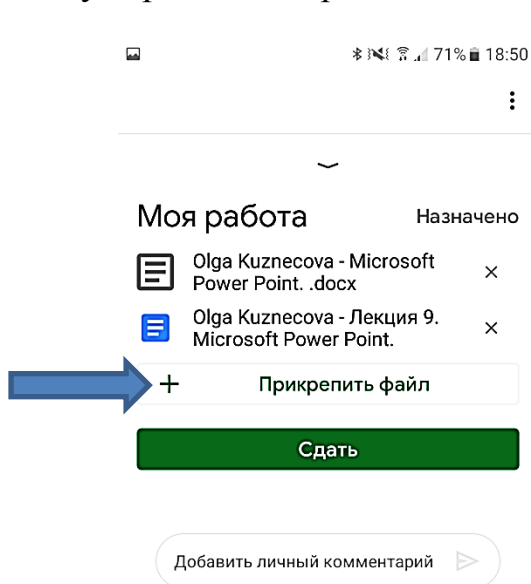 71% 18:50
Моя работа Назначено
Olga Kuznecova - Microsoft
Power Point. .docx
Olga Kuznecova - Лекция 9.
Microsoft Power Point.
+ Прикрепить файл
Сдать
Добавить личный комментарий